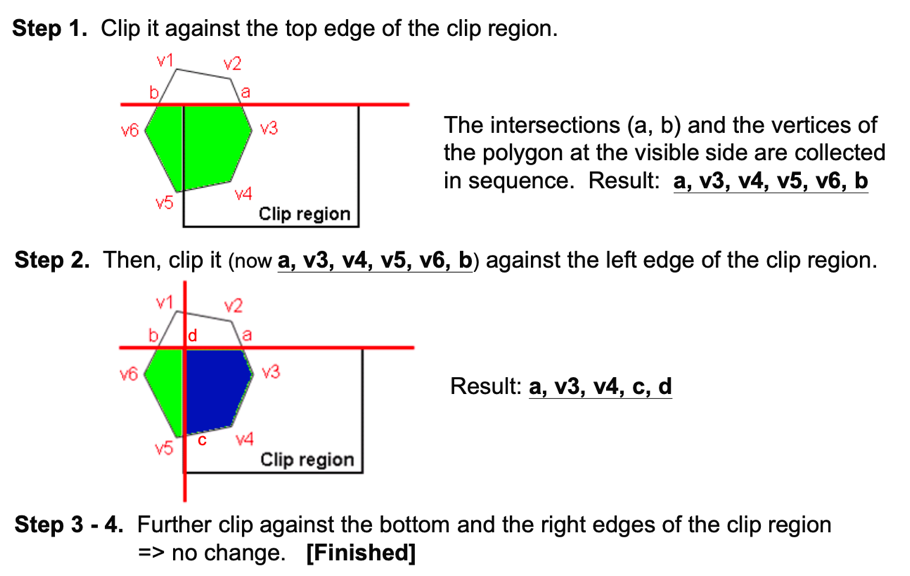 Step 1. Clip it against the top edge of the clip region.
v1
v2
b
a
v6
v3
v5
v4
Clip region
The intersections (a, b) and the vertices of
the polygon at the visible side are collected
in sequence. Result: a, v3, v4, v5, v6, b
Step 2. Then, clip it (now a, v3, v4, v5, v6, b) against the left edge of the clip region.
v1
v2
b
d
a
v6
v3
v5
c
v4
Clip region
Result: a, v3, v4, c, d
Step 3 - 4. Further clip against the bottom and the right edges of the clip region
=> no change. [Finished]